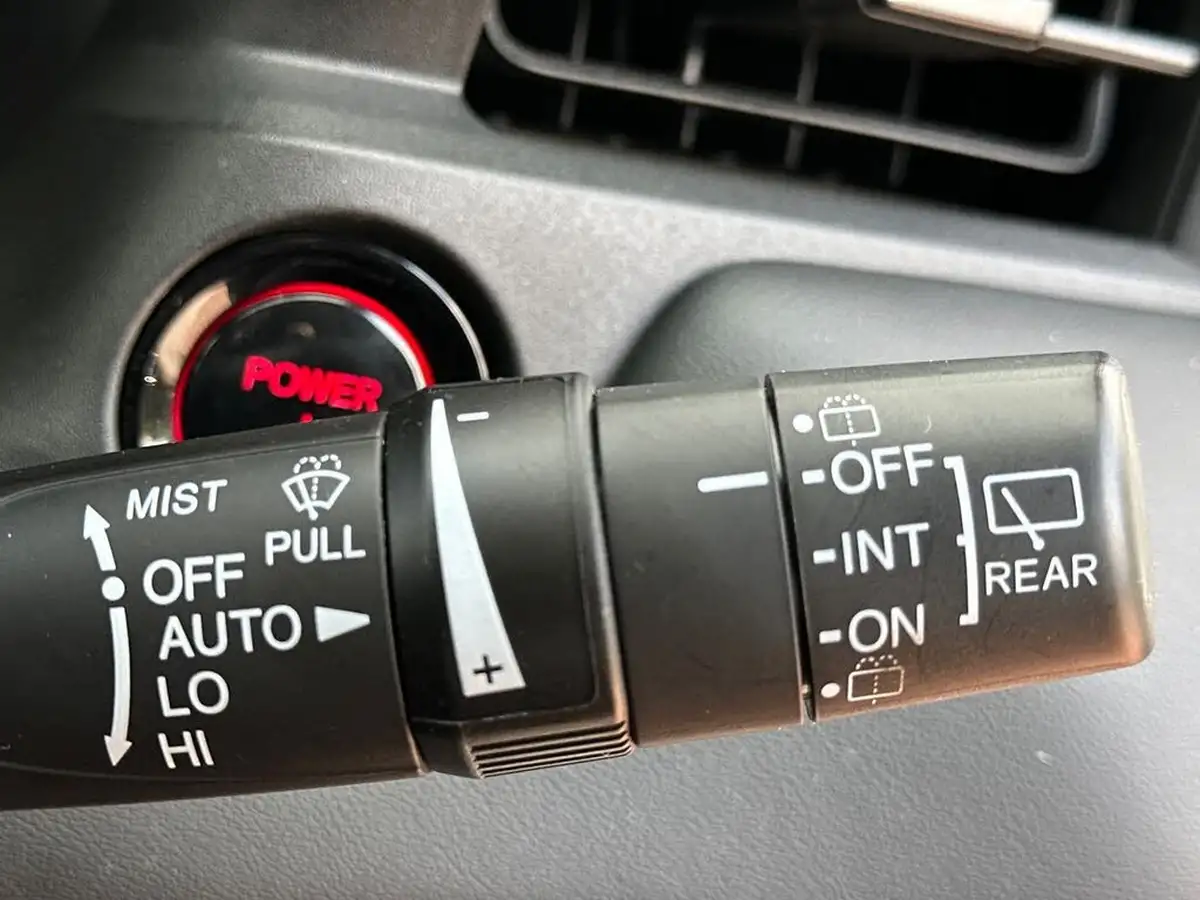 POWER
MIST
PULL
OFF
AUTO
LO
HI
-
+
OFF
INT
ON
REAR